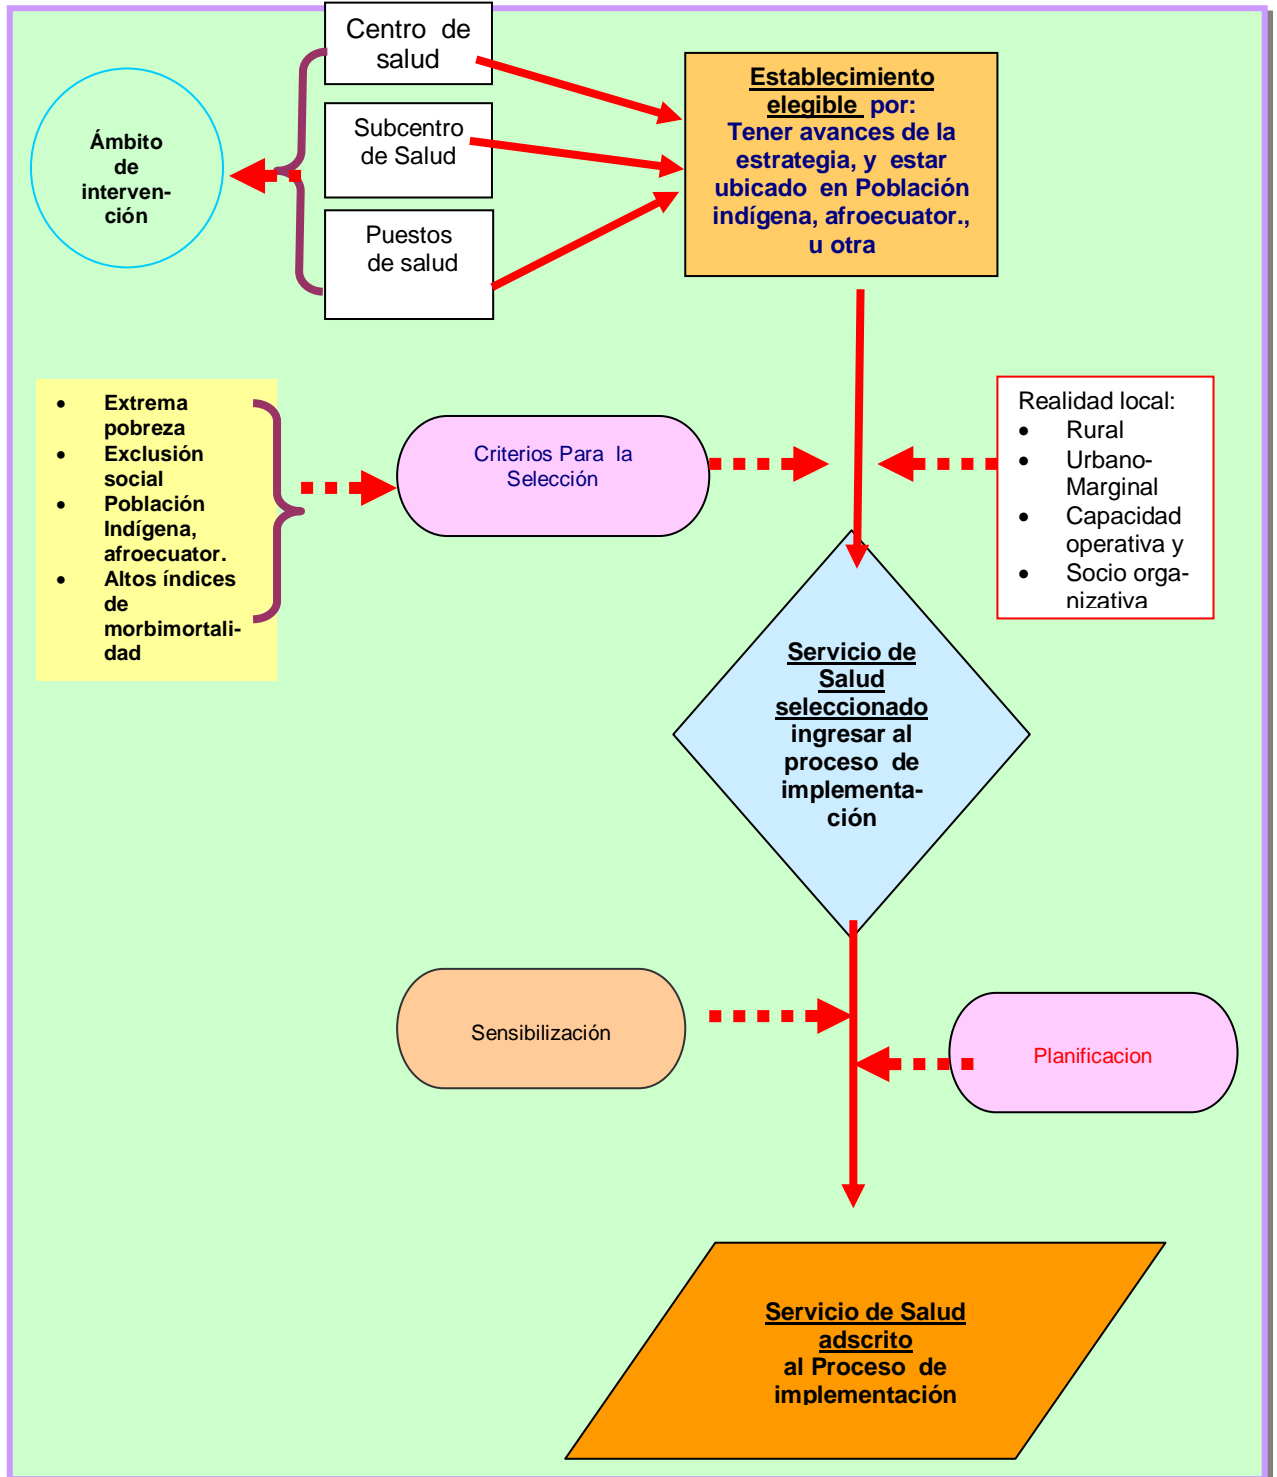 Centro de
salud
Subcentro
de Salud
Puestos
de salud
Ámbito
de
interven-
ción
Establecimiento
elegible por:
Tener avances de la
estrategia, y estar
ubicado en Población
indígena, afroecuator.,
u otra
• Extrema
pobreza
• Exclusión
social
• Población
Indígena,
afroecuator.
• Altos índices
de
morbimortali-
dad
Criterios Para la
Selección
Realidad local:
• Rural
• Urbano-
Marginal
• Capacidad
operativa y
• Socio orga-
nizativa
Servicio de
Salud
seleccionado
ingresar al
proceso de
implementa-
ción
Sensibilización
Planificacion
Servicio de Salud
adscrito
al Proceso de
implementación